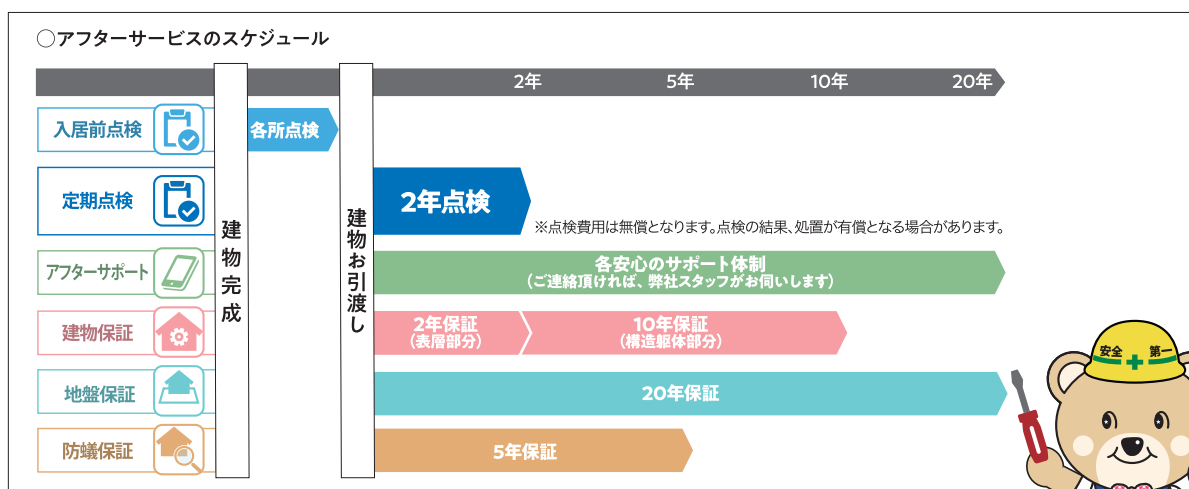 ○アフターサービスのスケジュール
2年
5年
10年
20年
建物完成
建物お引渡し
入居前点検
各所点検
定期点検
2年点検
※点検費用は無償となります。点検の結果、処置が有償となる場合があります。
アフターサポート
各安心のサポート体制
（ご連絡頂ければ、弊社スタッフがお伺いします）
建物保証
2年保証
（表層部分）
10年保証
（構造躯体部分）
地盤保証
20年保証
防蟻保証
5年保証
安全 第一